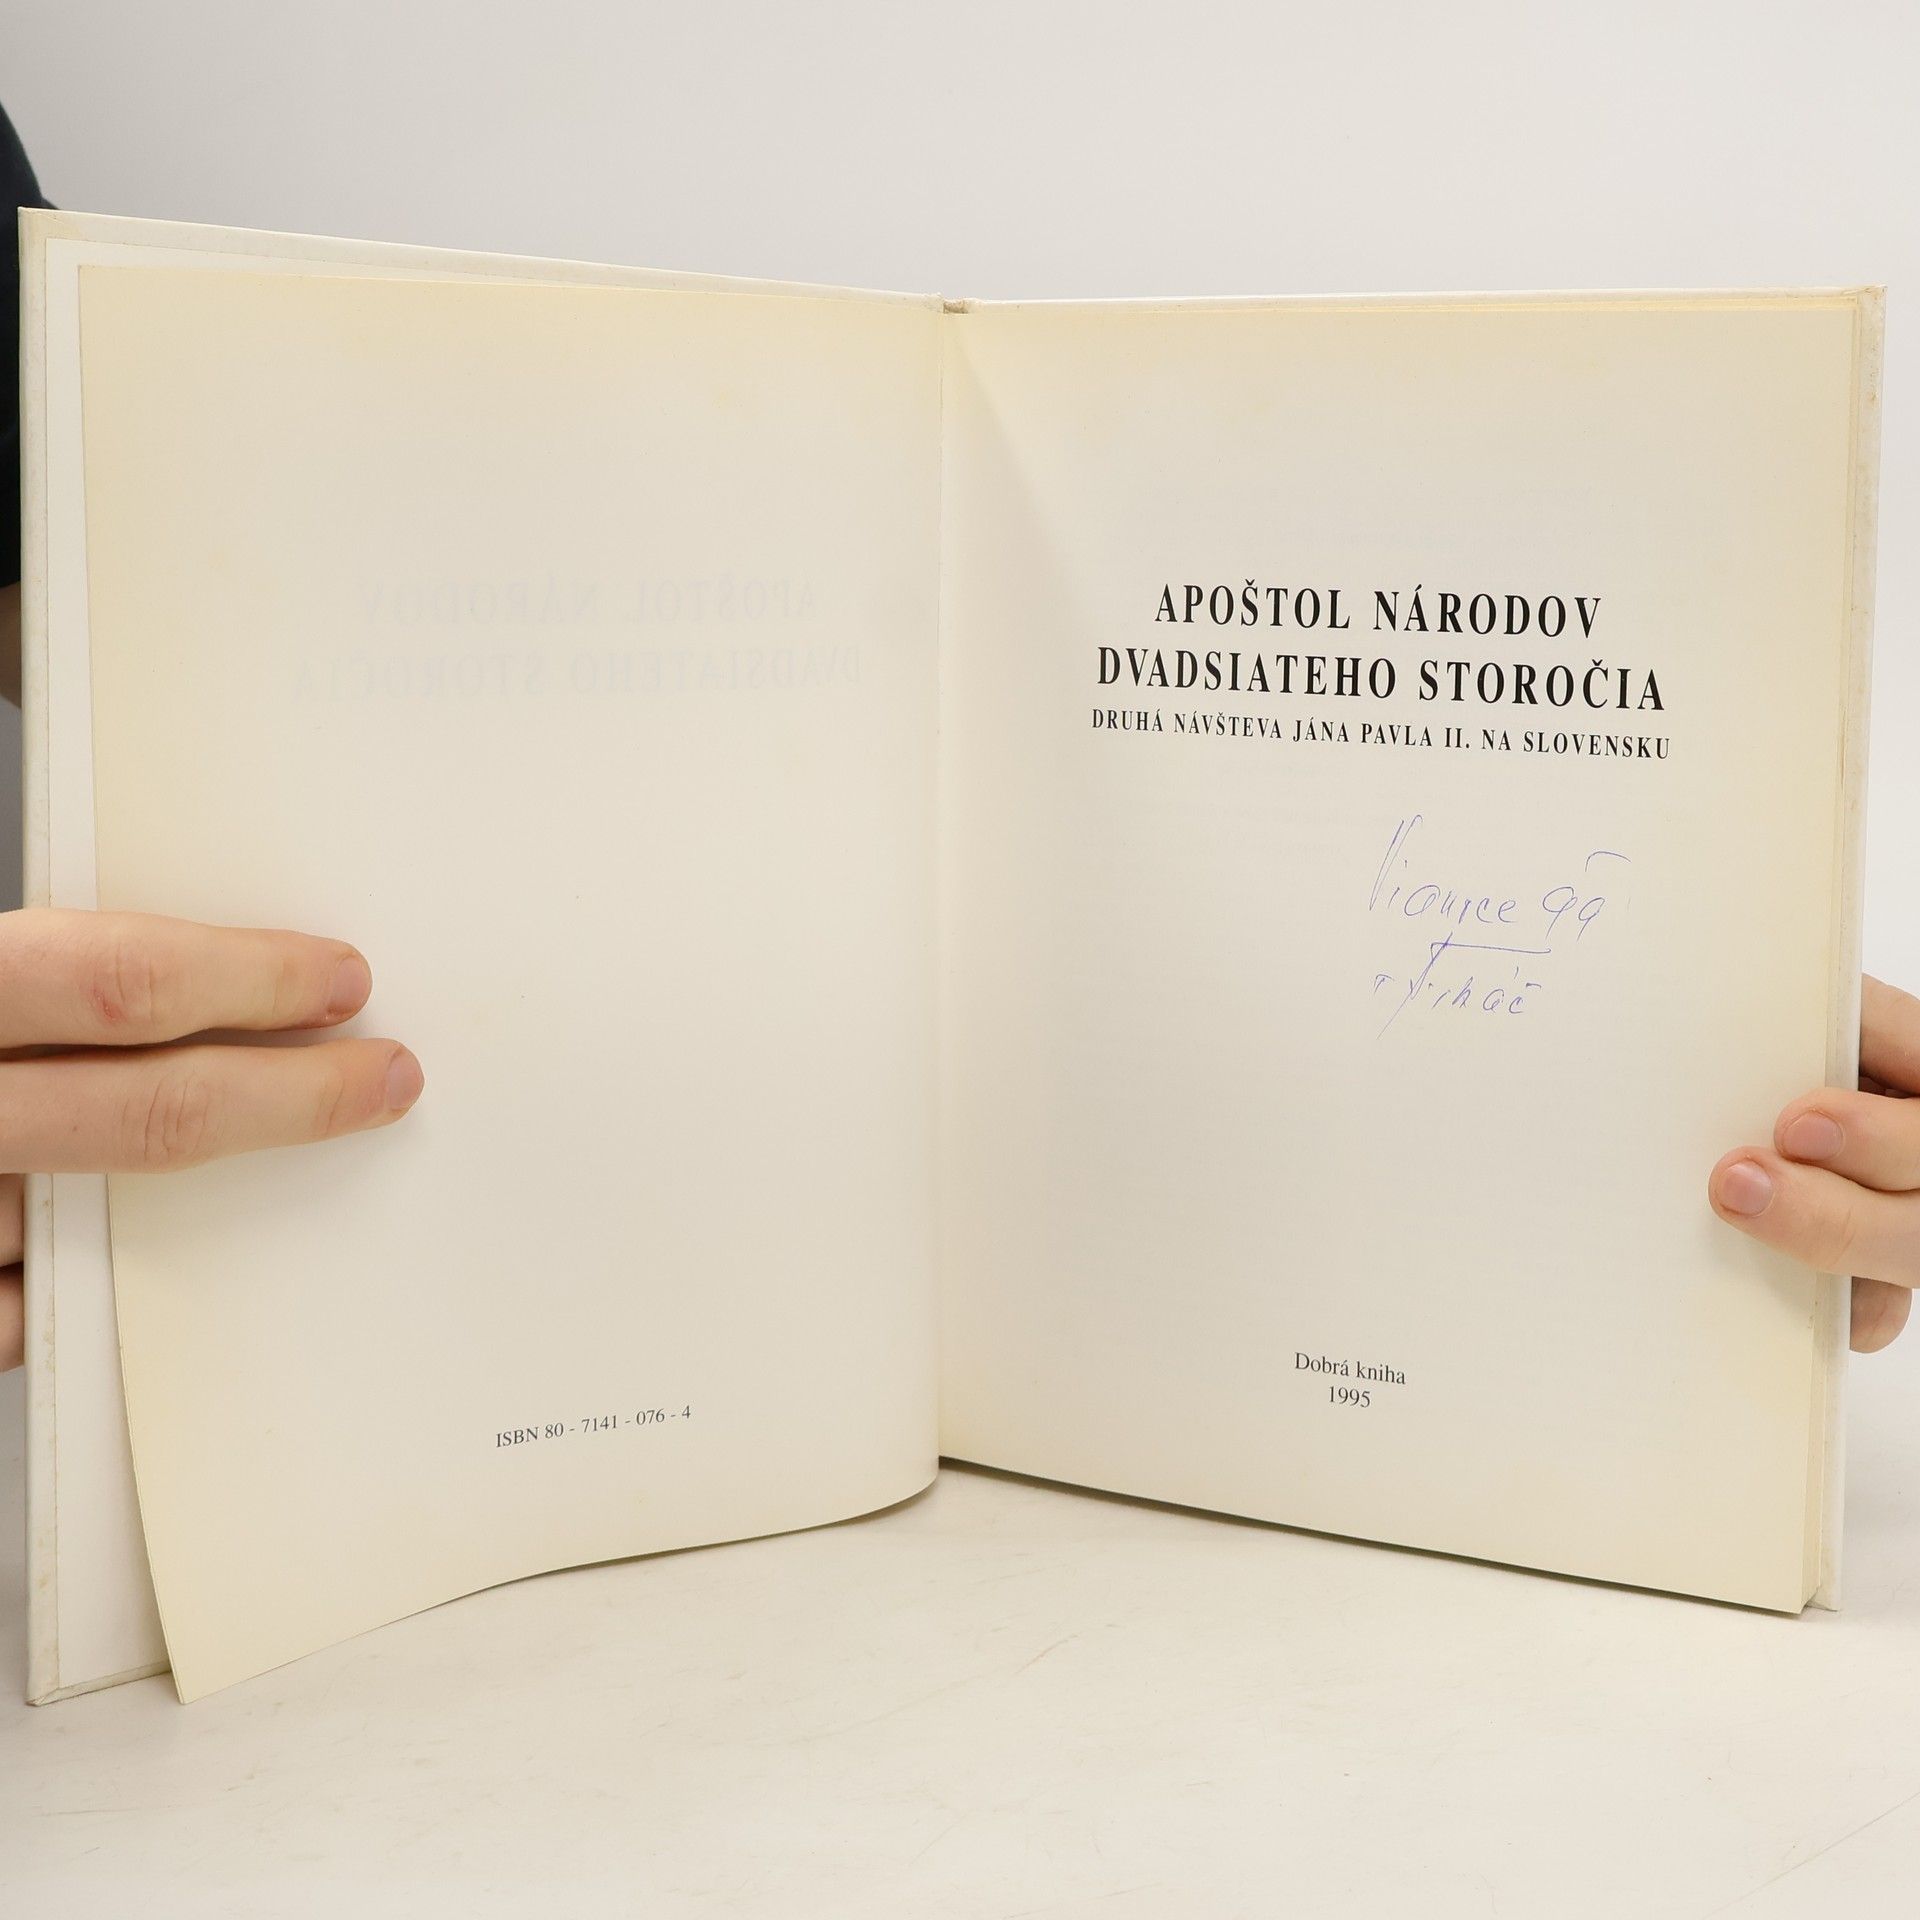 ISBN 80 - 7141 - 076 - 4
APOŠTOL NÁRODOV
DVADSIATEHO STOROČIA
DRUHÁ NÁVŠTEVA JÁNA PAVLA II. NA SLOVENSKU
Vianoce 99
Dobrá kniha
1995